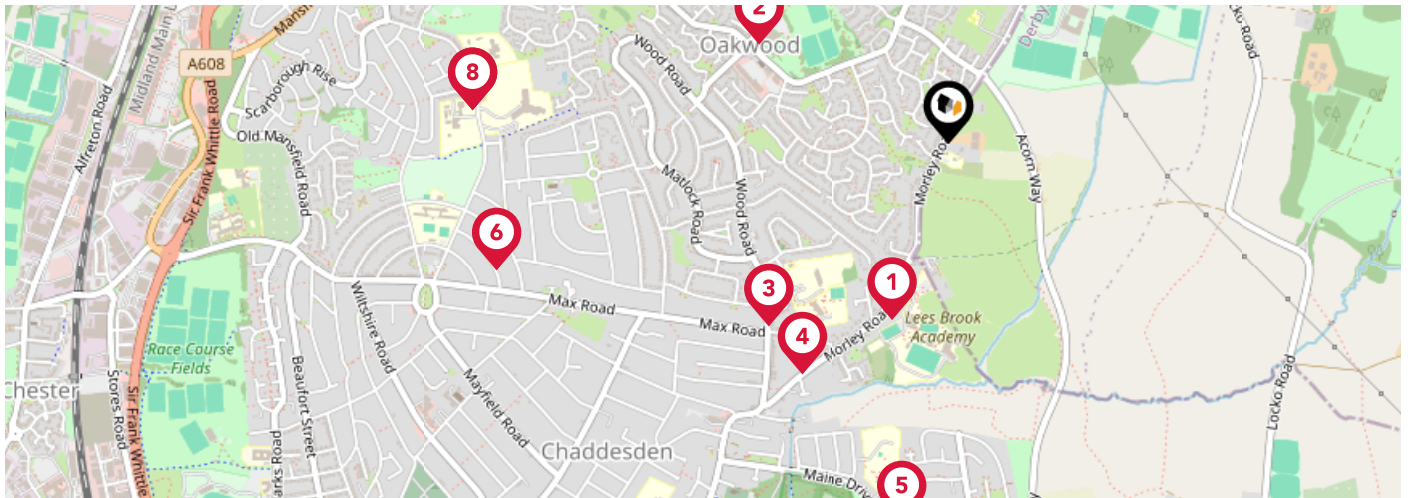 2
Oakwood
Derby
Locko Road
Midland Main L
Mansfi
A608
8
Wood Road
Scarborough Rise
Alfreton Road
Old Mansfield Road
Sir Frank Whittle Road
Acorn Way
Morley Ro
Matlock Road
Wood Road
6
3
1
Max Road
Max Road
4
Morley Roa
Lees Brook
Academy
Wiltshire Road
Race Course
Fields
Beaufort Street
Mayfield Road
Chester
Stores Road
Sir Frank Whittle
arks Road
Chaddesden
Locko Road
Maine Driv
5
y